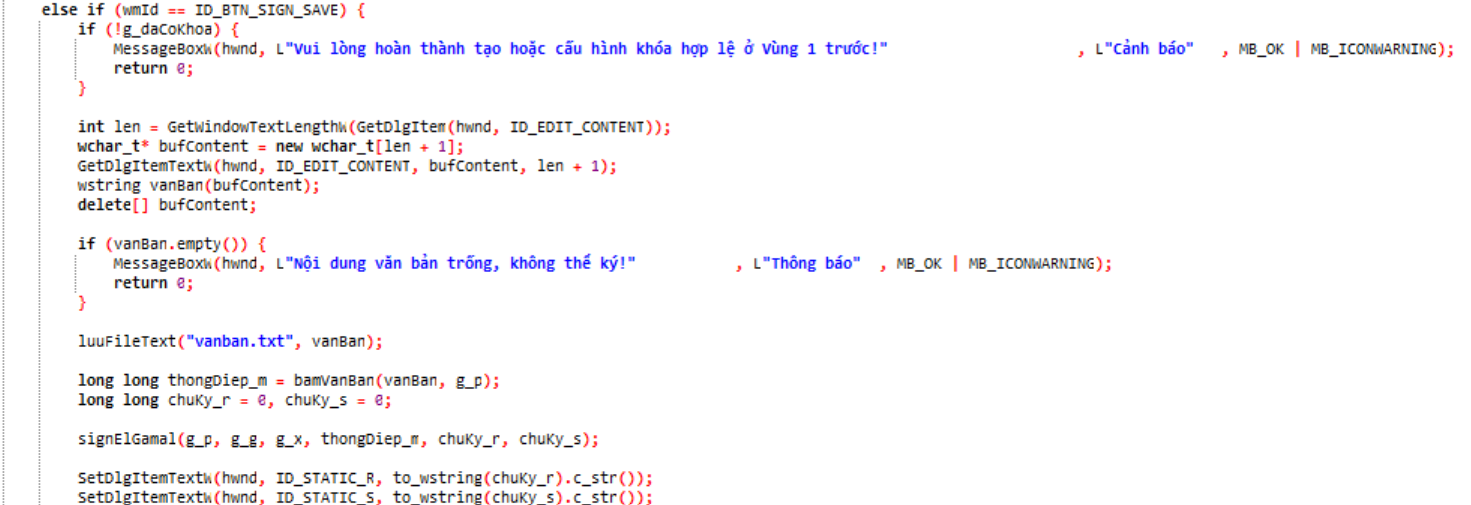 else if (wmId == ID_BTN_SIGN_SAVE) {
if (!g_daCoKhoa) {
MessageBoxW(hwnd, L"Vui lòng hoàn thành tạo hoặc cấu hình khóa hợp lệ ở Vùng 1 trước!" , L"Cảnh báo" , MB_OK | MB_ICONWARNING);
return 0;
}
int len = GetWindowTextLengthW(GetDlgItem(hwnd, ID_EDIT_CONTENT));
wchar_t* bufContent = new wchar_t[len + 1];
GetDlgItemTextW(hwnd, ID_EDIT_CONTENT, bufContent, len + 1);
wstring vanBan(bufContent);
delete[] bufContent;
if (vanBan.empty()) {
MessageBoxW(hwnd, L"Nội dung văn bản trống, không thể ký!" , L"Thông báo" , MB_OK | MB_ICONWARNING);
return 0;
}
luuFileText("vanban.txt", vanBan);
long long thongDiep_m = bamVanBan(vanBan, g_p);
long long chuKy_r = 0, chuKy_s = 0;
signElGamal(g_p, g_g, g_x, thongDiep_m, chuKy_r, chuKy_s);
SetDlgItemTextW(hwnd, ID_STATIC_R, to_wstring(chuKy_r).c_str());
SetDlgItemTextW(hwnd, ID_STATIC_S, to_wstring(chuKy_s).c_str());